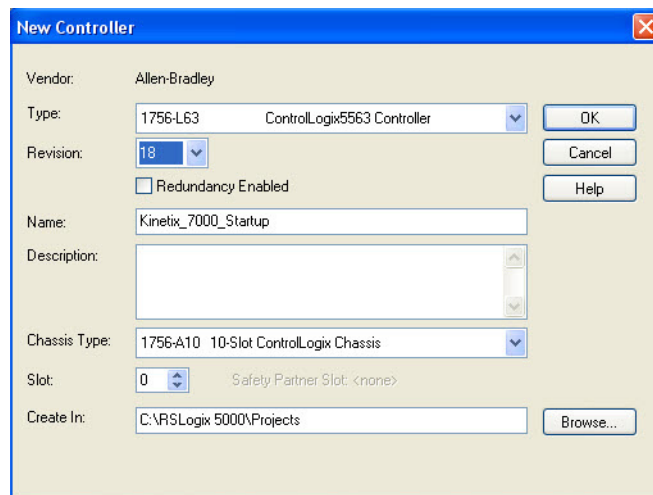 New Controller
Vendor: Allen-Bradley
Type: 1756-L63 ControlLogix5563 Controller
OK
Revision: 18
Cancel
Redundancy Enabled
Help
Name: Kinetix_7000_Startup
Description:
Chassis Type: 1756-A10 10-Slot ControlLogix Chassis
Slot: 0 Safety Partner Slot: <none>
Create In: C:\RSLogix 5000\Projects
Browse...